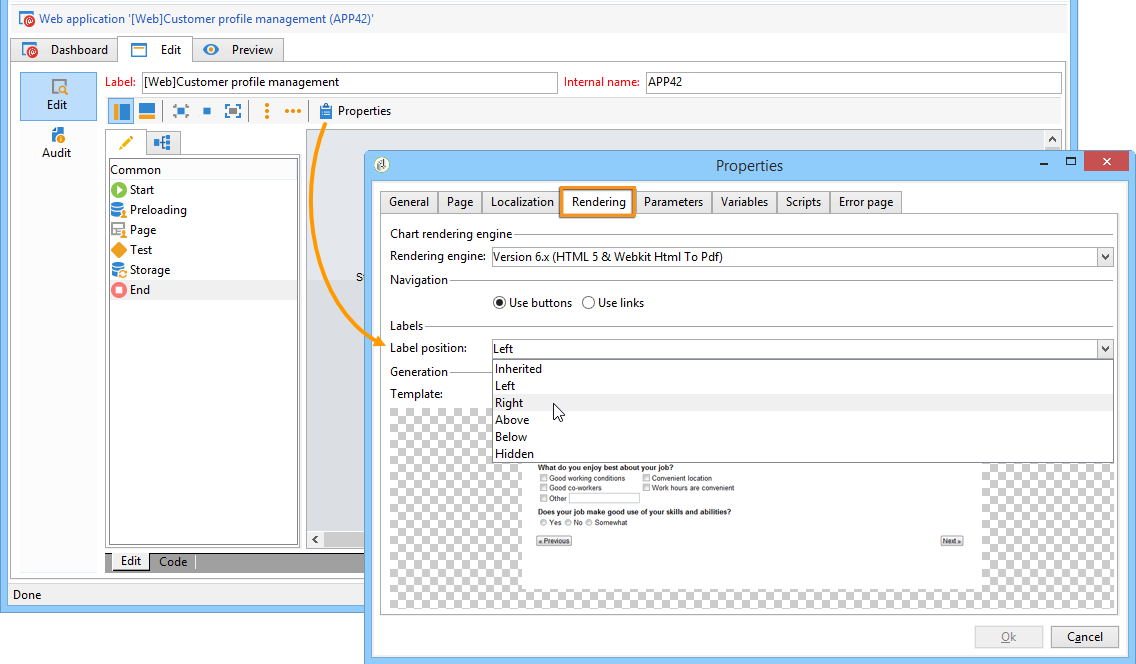 Web application '[Web]Customer profile management (APP42)'
Dashboard Edit Preview
Edit
Audit
Label: [Web]Customer profile management Internal name: APP42
Properties
Common
Start
Preloading
Page
Test
Storage
End
Edit Code
Done
Properties
General Page Localization Rendering Parameters Variables Scripts Error page
Chart rendering engine
Rendering engine: Version 6.x (HTML 5 & Webkit Html To Pdf)
Navigation
Use buttons Use links
Labels
Label position: Left
Inherited
Left
Right
Above
Below
Hidden
Generation
Template:
What do you enjoy best about your job?
Good working conditions Convenient location
Good co-workers Work hours are convenient
Other
Does your job make good use of your skills and abilities?
Yes No Somewhat
« Previous Next »
Ok Cancel